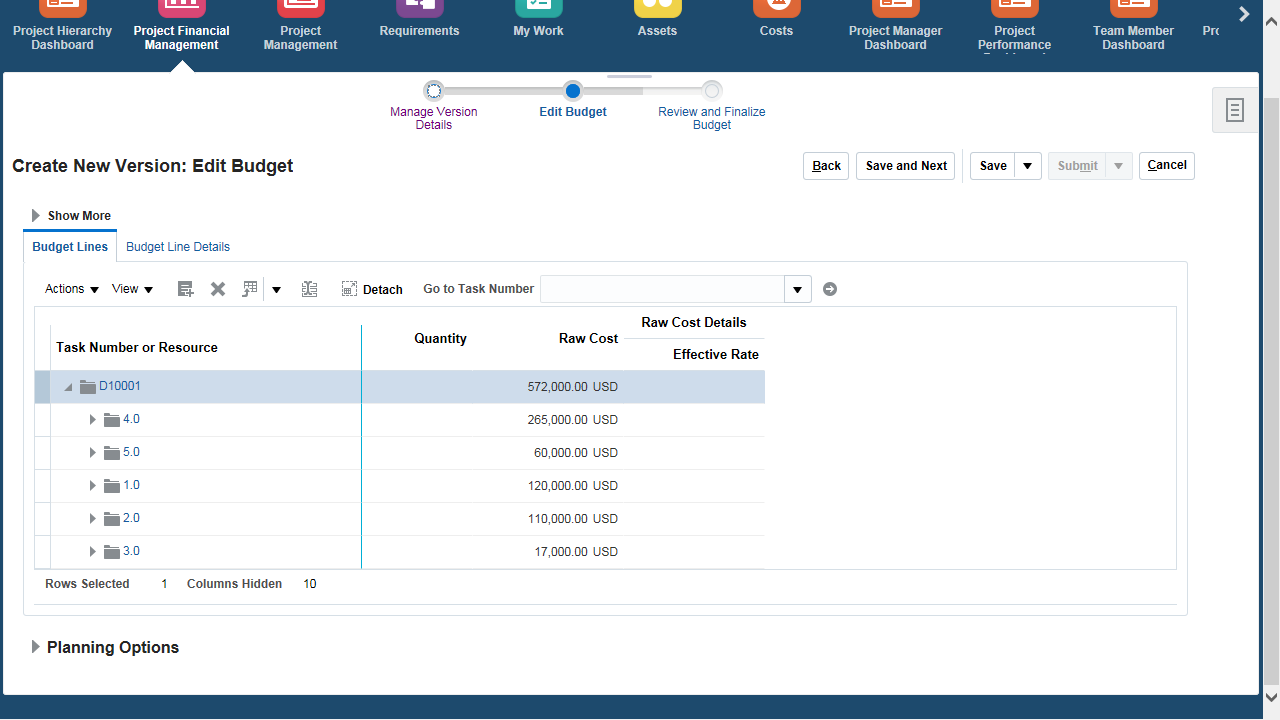 Project Hierarchy Dashboard
Project Financial Management
Project Management
Requirements
My Work
Assets
Costs
Project Manager Dashboard
Project Performance
Team Member Dashboard
Manage Version Details
Edit Budget
Review and Finalize Budget
Create New Version: Edit Budget
Back
Save and Next
Save
Submit
Cancel
Show More
Budget Lines
Budget Line Details
Actions
View
Detach
Go to Task Number
Task Number or Resource
Quantity
Raw Cost
Raw Cost Details
Effective Rate
D10001 572,000.00 USD
4.0 265,000.00 USD
5.0 60,000.00 USD
1.0 120,000.00 USD
2.0 110,000.00 USD
3.0 17,000.00 USD
Rows Selected 1 Columns Hidden 10
Planning Options